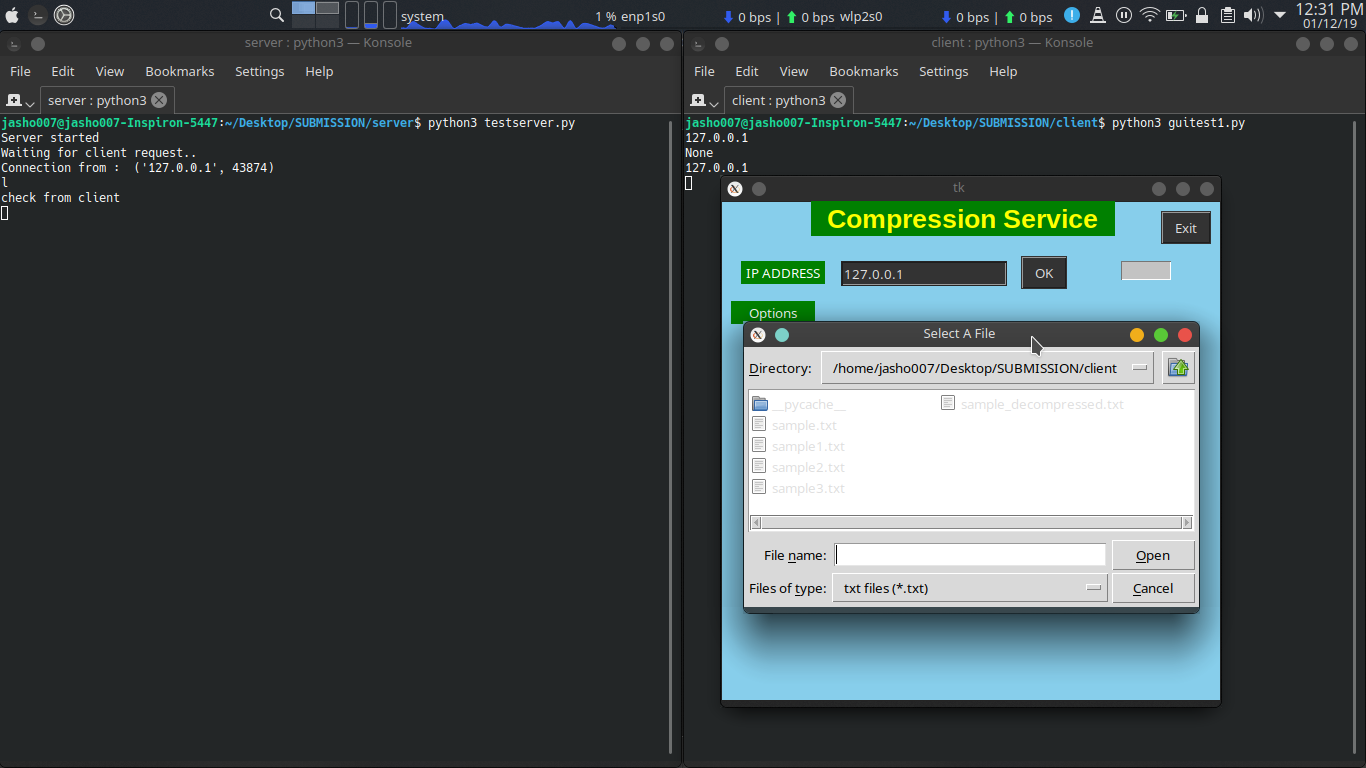 system
1 % enp1s0
0 bps | 0 bps wlp2s0
0 bps | 0 bps
12:31 PM
01/12/19
server : python3 — Konsole
File Edit View Bookmarks Settings Help
server : python3
jasho007@jasho007-Inspiron-5447:~/Desktop/SUBMISSION/server$ python3 testserver.py
Server started
Waiting for client request..
Connection from :  ('127.0.0.1', 43874)
l
check from client
client : python3 — Konsole
File Edit View Bookmarks Settings Help
client : python3
jasho007@jasho007-Inspiron-5447:~/Desktop/SUBMISSION/client$ python3 guitest1.py
127.0.0.1
None
127.0.0.1
tk
Compression Service
Exit
IP ADDRESS
127.0.0.1
OK
Options
Select A File
Directory: /home/jasho007/Desktop/SUBMISSION/client
__pycache__
sample.txt
sample1.txt
sample2.txt
sample3.txt
sample_decompressed.txt
File name:
Open
Files of type: txt files (*.txt)
Cancel